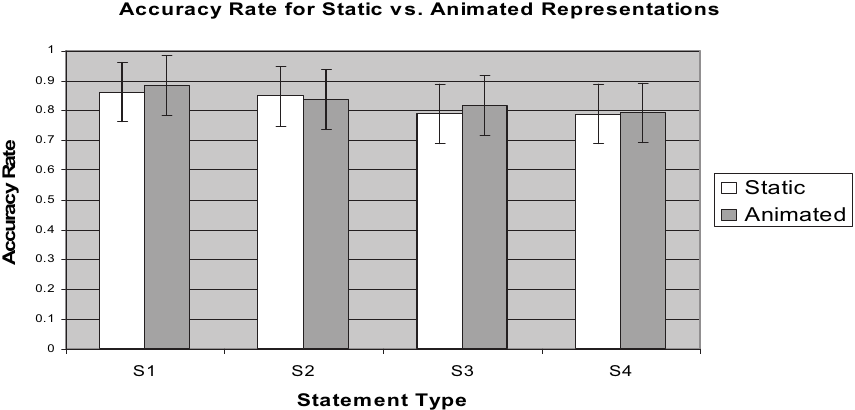 Accuracy Rate for Static vs. Animated Representations
1
0.9
0.8
0.7
0.6
0.5
0.4
0.3
0.2
0.1
0
Accuracy Rate
S1 S2 S3 S4
Statement Type
Static
Animated